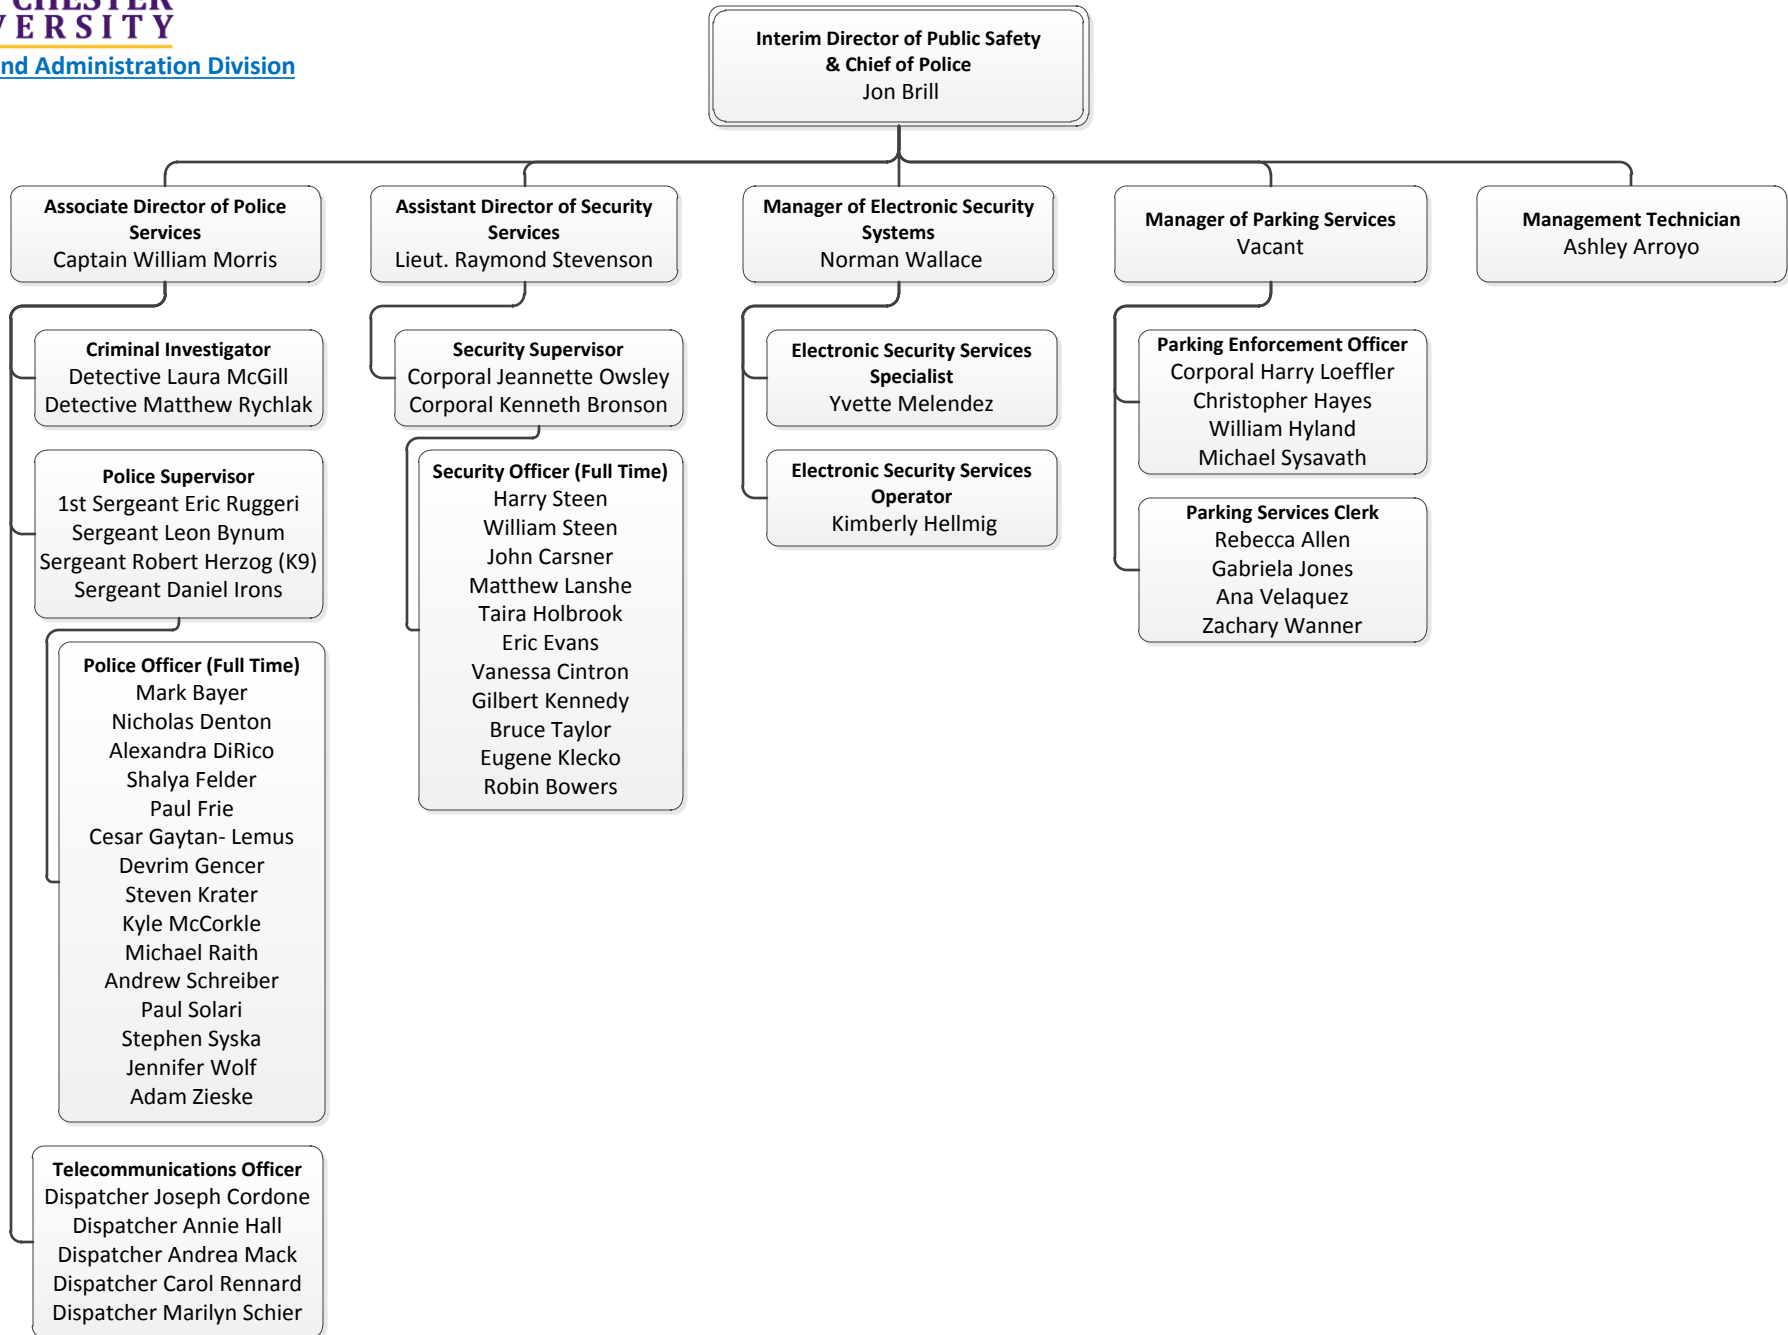 VERSITY
nd Administration Division
Interim Director of Public Safety
& Chief of Police
Jon Brill
Associate Director of Police
Services
Captain William Morris
Assistant Director of Security
Services
Lieut. Raymond Stevenson
Manager of Electronic Security
Systems
Norman Wallace
Manager of Parking Services
Vacant
Management Technician
Ashley Arroyo
Criminal Investigator
Detective Laura McGill
Detective Matthew Rychlak
Police Supervisor
1st Sergeant Eric Ruggeri
Sergeant Leon Bynum
Sergeant Robert Herzog (K9)
Sergeant Daniel Irons
Police Officer (Full Time)
Mark Bayer
Nicholas Denton
Alexandra DiRico
Shalya Felder
Paul Frie
Cesar Gaytan- Lemus
Devrim Gencer
Steven Krater
Kyle McCorkle
Michael Raith
Andrew Schreiber
Paul Solari
Stephen Syska
Jennifer Wolf
Adam Zieske
Telecommunications Officer
Dispatcher Joseph Cordone
Dispatcher Annie Hall
Dispatcher Andrea Mack
Dispatcher Carol Rennard
Dispatcher Marilyn Schier
Security Supervisor
Corporal Jeannette Owsley
Corporal Kenneth Bronson
Security Officer (Full Time)
Harry Steen
William Steen
John Carsner
Matthew Lanshe
Taira Holbrook
Eric Evans
Vanessa Cintron
Gilbert Kennedy
Bruce Taylor
Eugene Klecko
Robin Bowers
Electronic Security Services
Specialist
Yvette Melendez
Electronic Security Services
Operator
Kimberly Hellmig
Parking Enforcement Officer
Corporal Harry Loeffler
Christopher Hayes
William Hyland
Michael Sysavath
Parking Services Clerk
Rebecca Allen
Gabriela Jones
Ana Velaquez
Zachary Wanner